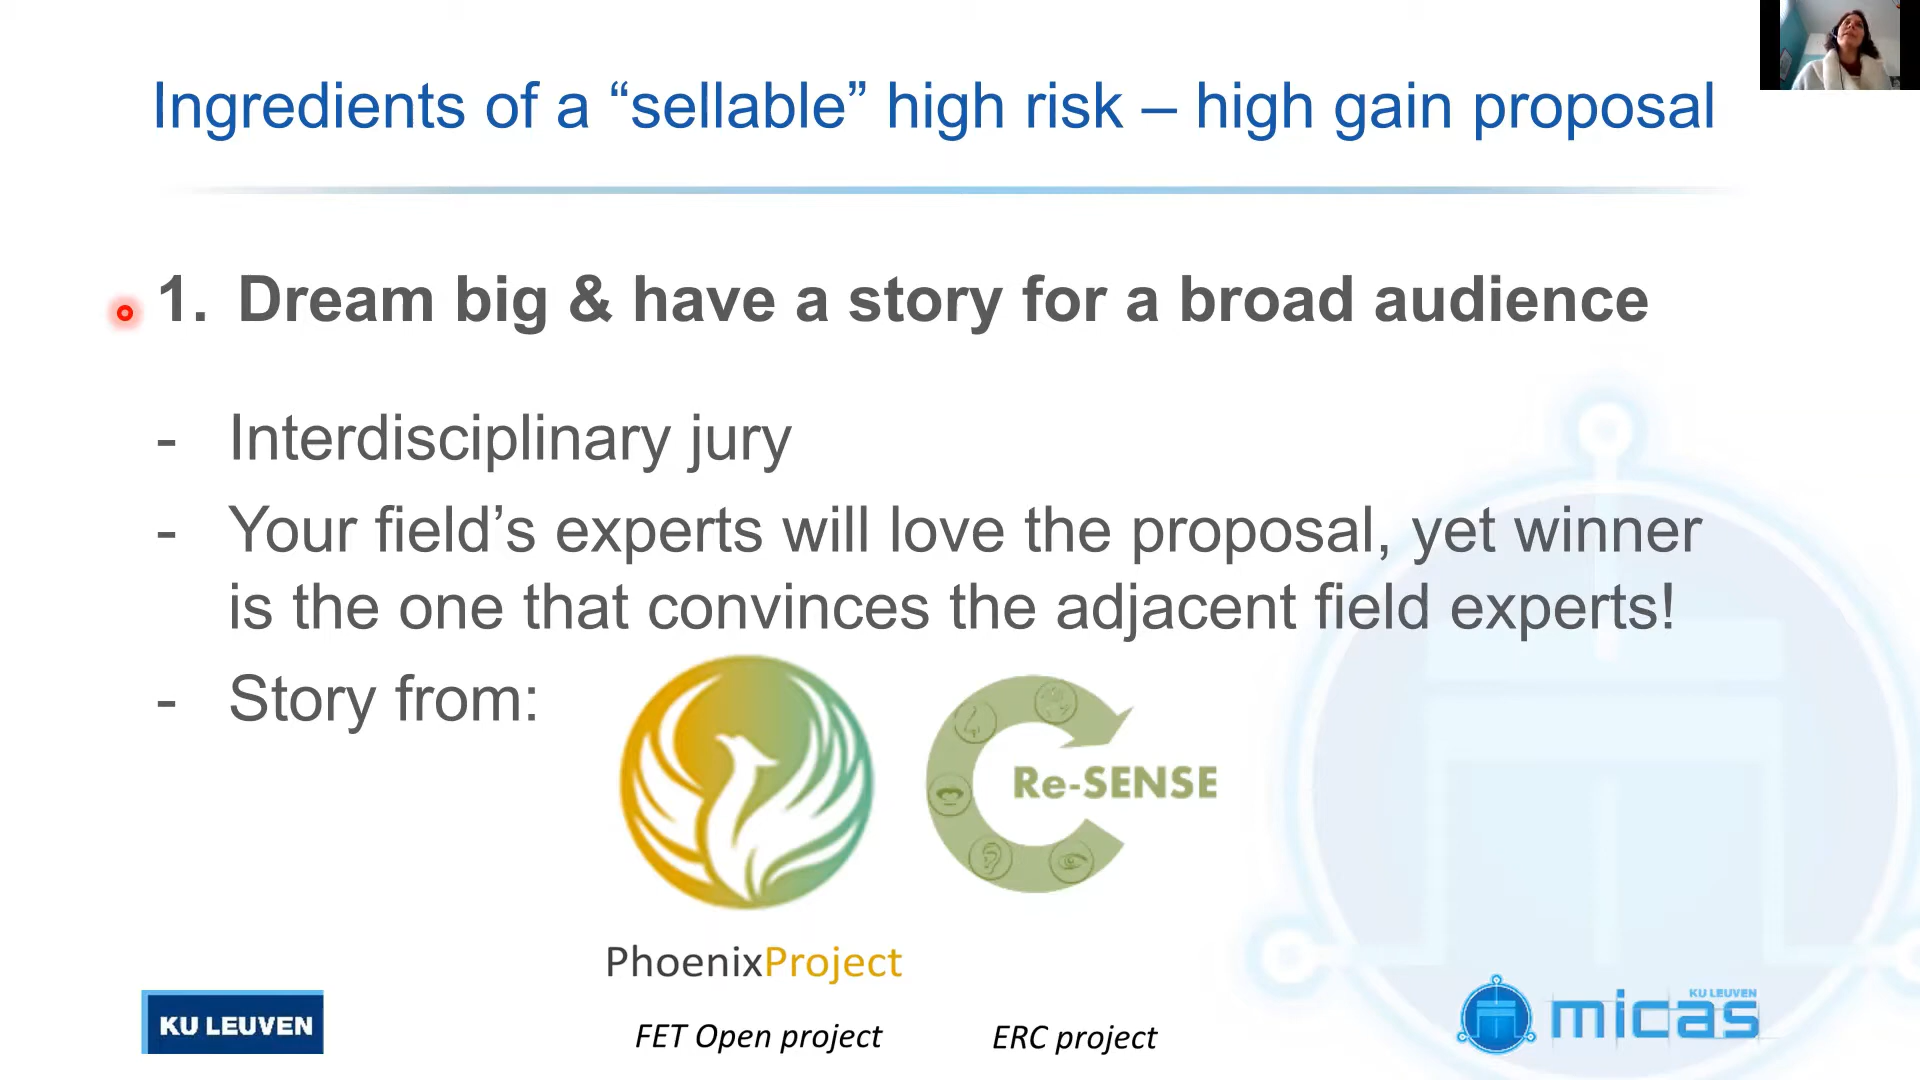 Ingredients of a “sellable” high risk – high gain proposal
1. Dream big & have a story for a broad audience
- Interdisciplinary jury
- Your field’s experts will love the proposal, yet winner
is the one that convinces the adjacent field experts!
- Story from:
Re-SENSE
PhoenixProject
FET Open project
ERC project
KU LEUVEN
KU LEUVEN
micas